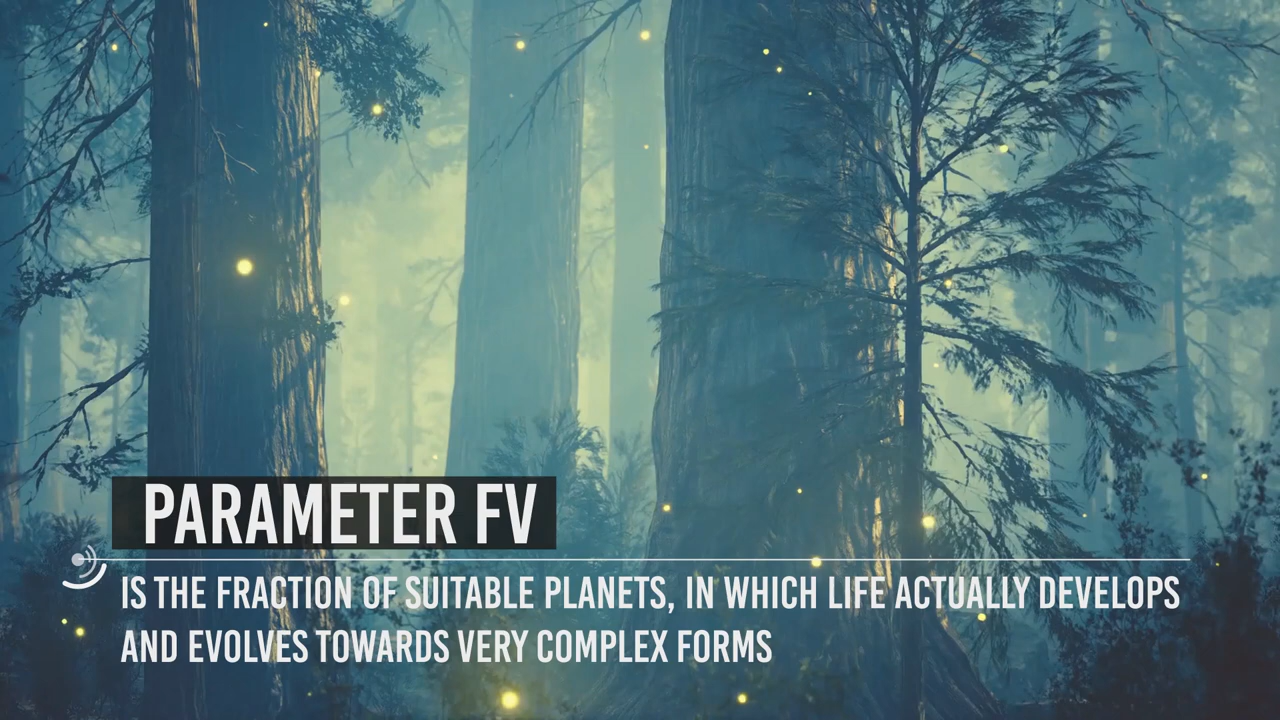 PARAMETER FV
IS THE FRACTION OF SUITABLE PLANETS, IN WHICH LIFE ACTUALLY DEVELOPS
AND EVOLVES TOWARDS VERY COMPLEX FORMS